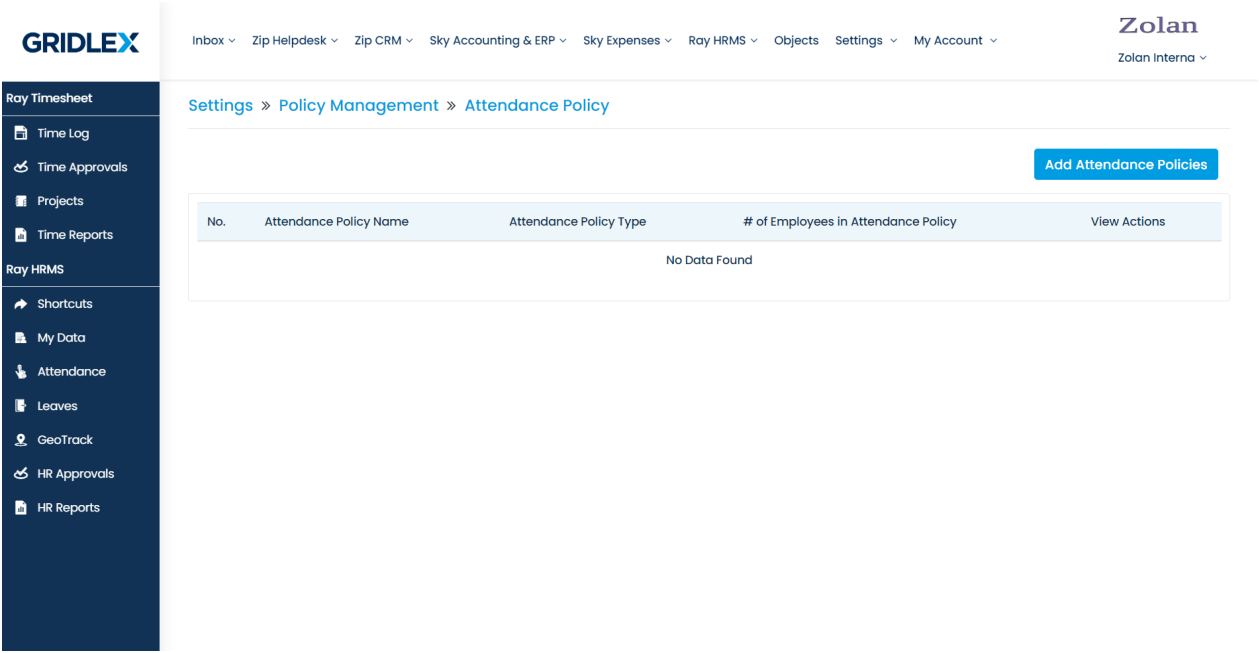 GRIDLEX
Inbox Zip Helpdesk Zip CRM Sky Accounting & ERP Sky Expenses Ray HRMS Objects Settings My Account
Zolan
Zolan Interna
Ray Timesheet
Time Log
Time Approvals
Projects
Time Reports
Ray HRMS
Shortcuts
My Data
Attendance
Leaves
GeoTrack
HR Approvals
HR Reports
Settings » Policy Management » Attendance Policy
Add Attendance Policies
No. Attendance Policy Name Attendance Policy Type # of Employees in Attendance Policy View Actions
No Data Found